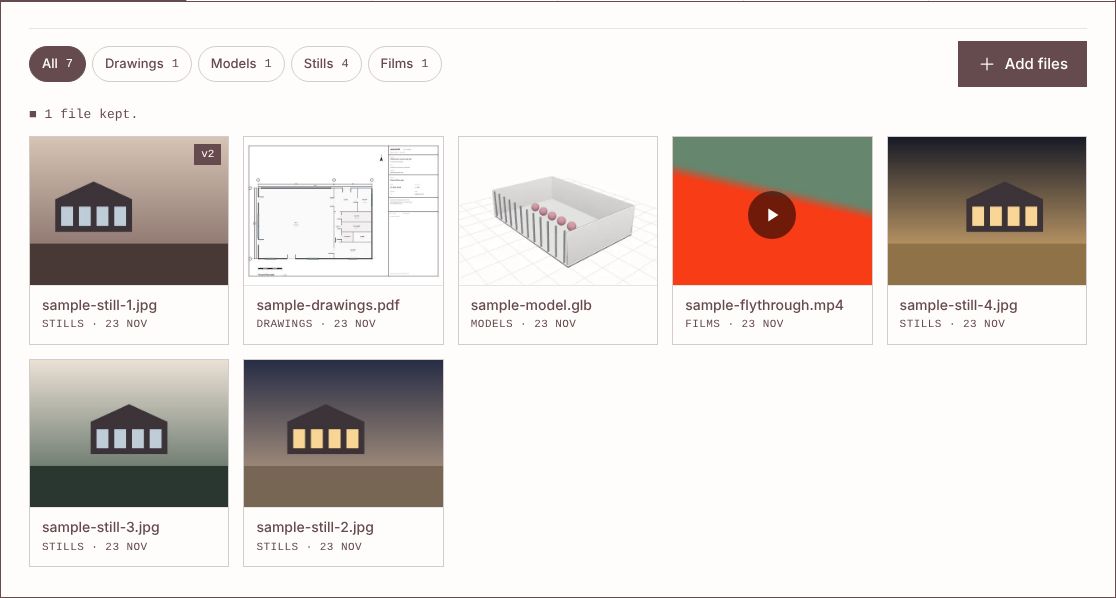 All 7
Drawings 1
Models 1
Stills 4
Films 1
+ Add files
1 file kept.
v2
sample-still-1.jpg
STILLS · 23 NOV
sample-drawings.pdf
DRAWINGS · 23 NOV
sample-model.glb
MODELS · 23 NOV
sample-flythrough.mp4
FILMS · 23 NOV
sample-still-4.jpg
STILLS · 23 NOV
sample-still-3.jpg
STILLS · 23 NOV
sample-still-2.jpg
STILLS · 23 NOV